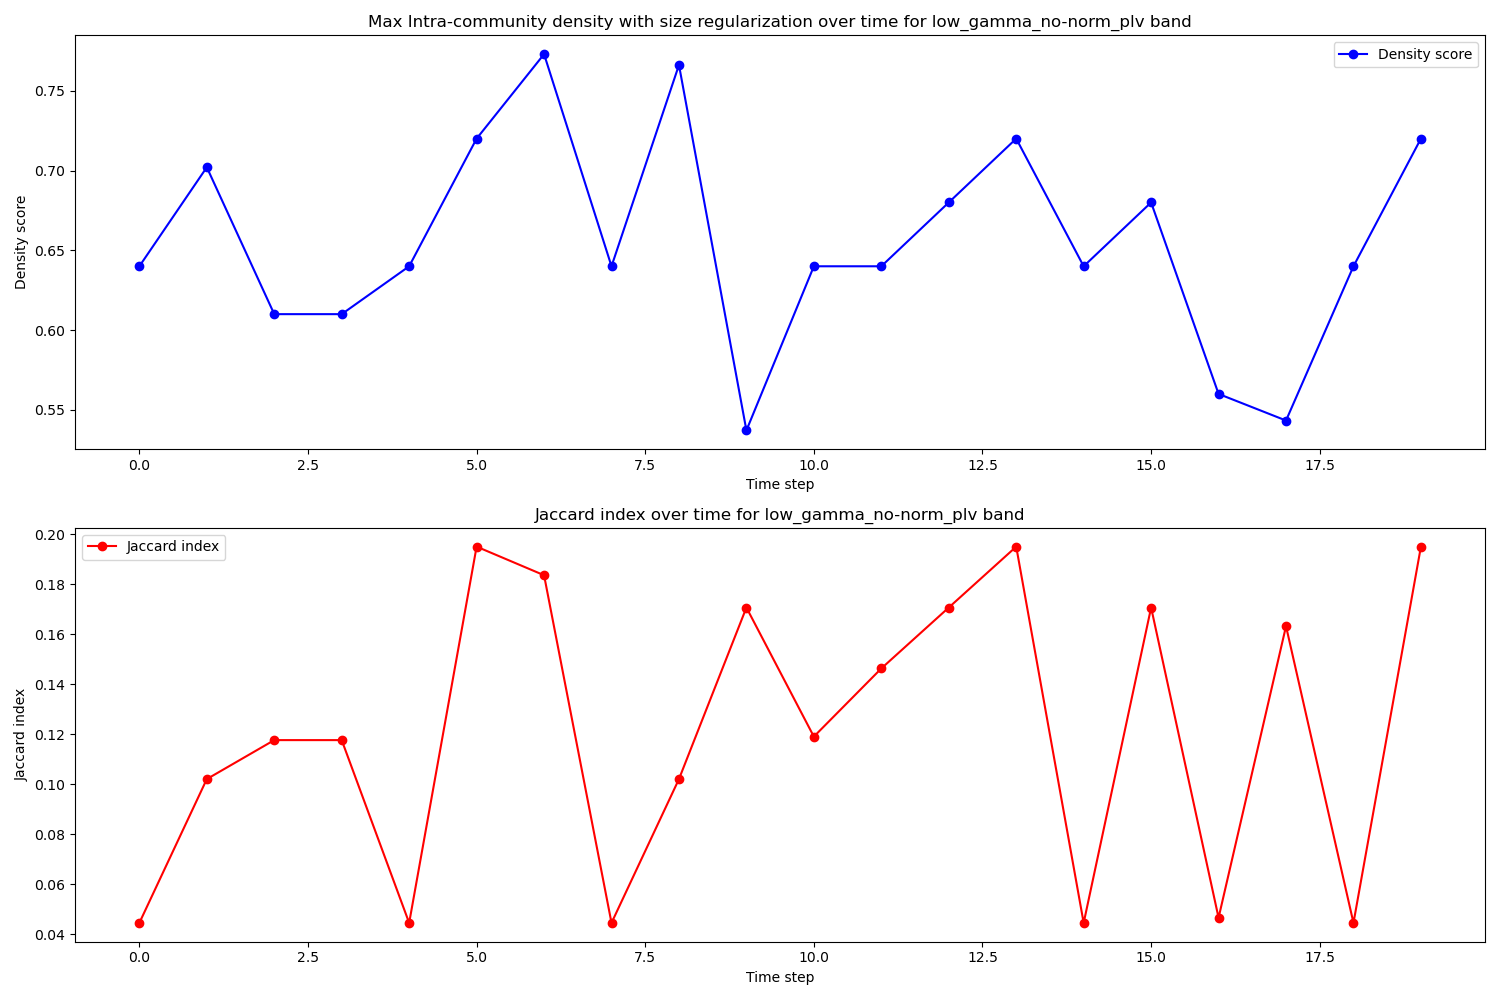 Max Intra-community density with size regularization over time for low_gamma_no-norm_plv band
Density score
Density score
0.75
0.70
0.65
0.60
0.55
0.0 2.5 5.0 7.5 10.0 12.5 15.0 17.5
Time step
Jaccard index over time for low_gamma_no-norm_plv band
Jaccard index
Jaccard index
0.20
0.18
0.16
0.14
0.12
0.10
0.08
0.06
0.04
0.0 2.5 5.0 7.5 10.0 12.5 15.0 17.5
Time step